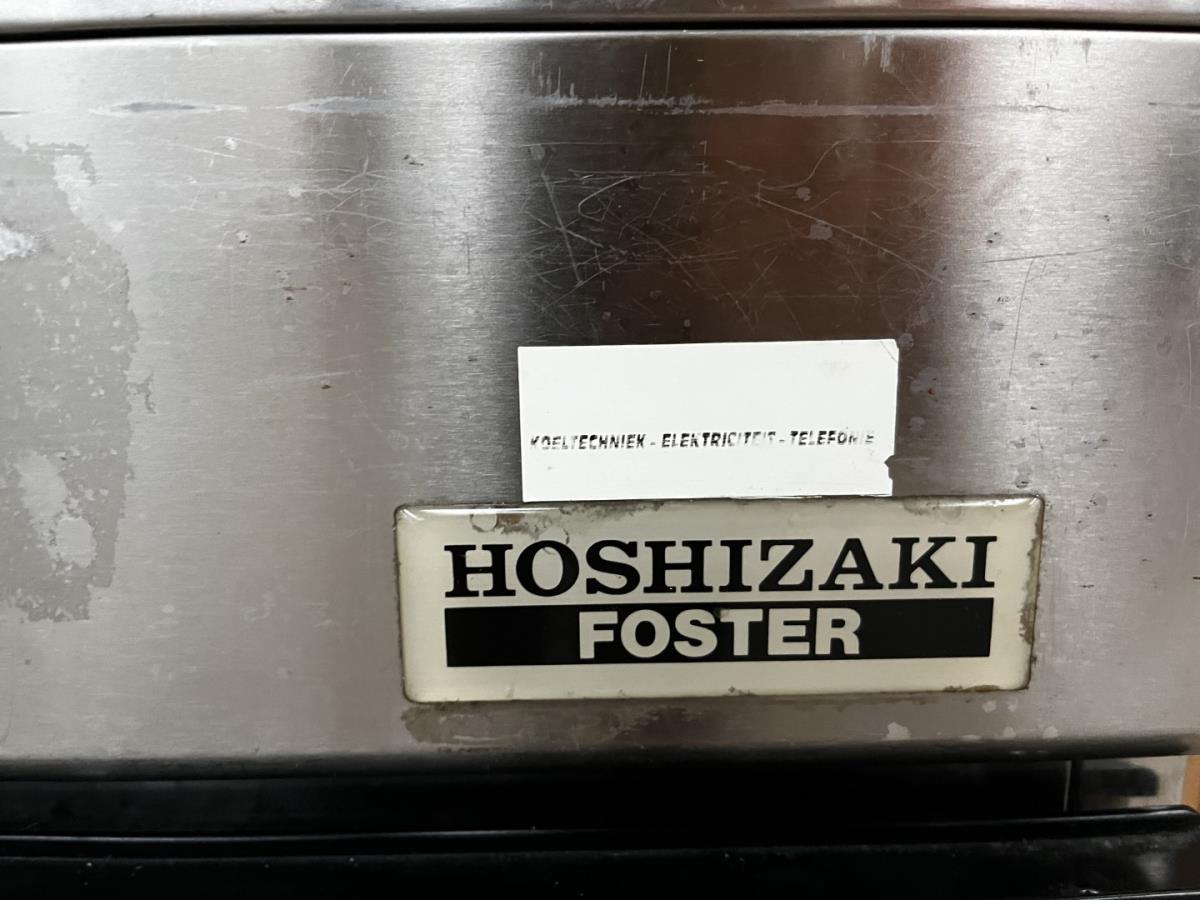 KOELTECHNIEK - ELEKTRICITEIT - TELEFONIE
HOSHIZAKI
FOSTER